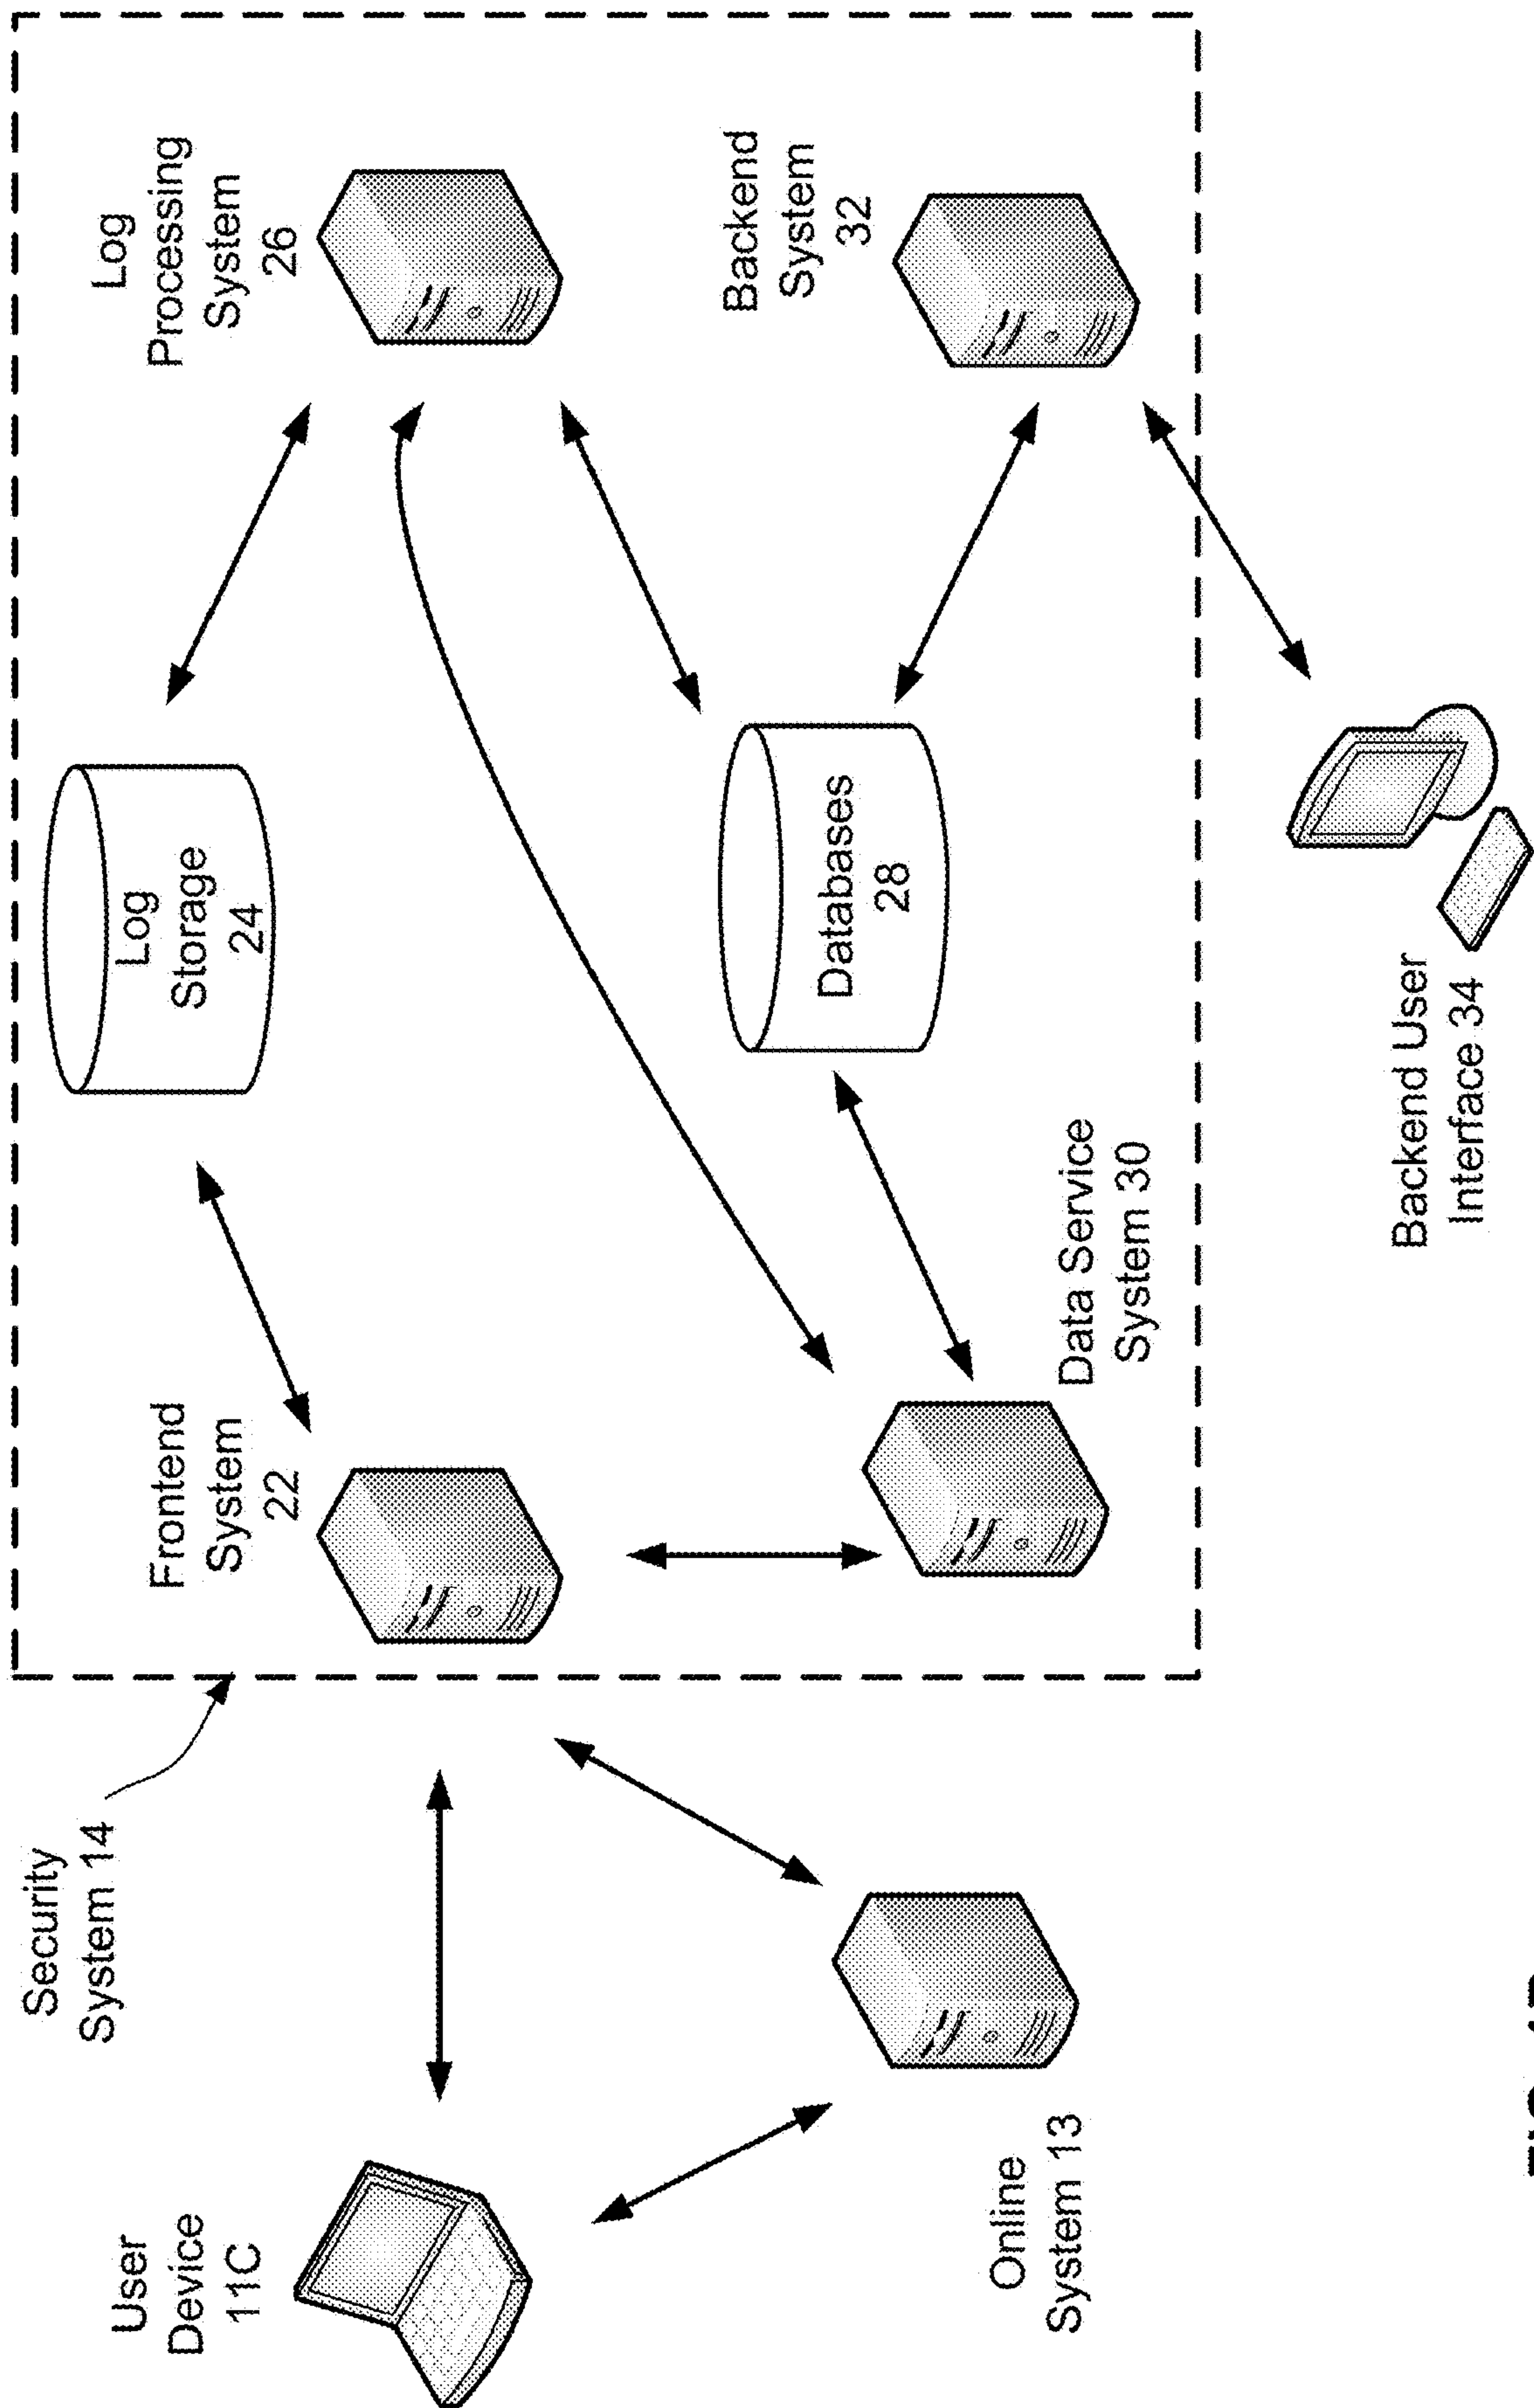 Security
System 14
User
Device
11C
Online
System 13
Frontend
System
22
Log
Storage
24
Log
Processing
System
26
Data Service
System 30
Databases
28
Backend
System
32
Backend User
Interface 34